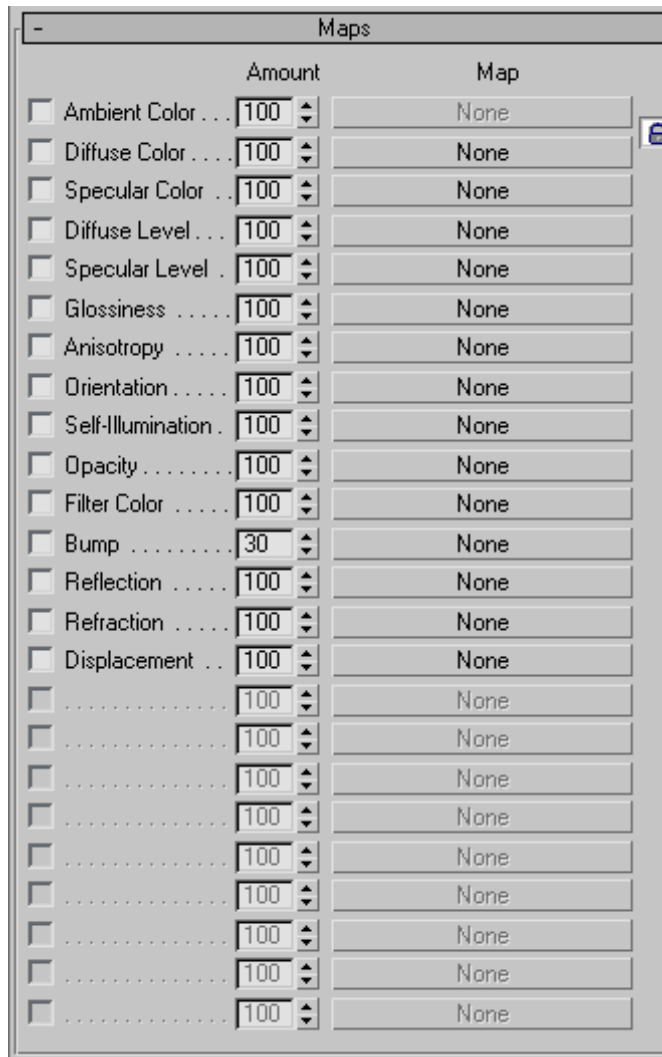 - Maps
Amount Map
Ambient Color . . . 100 None
Diffuse Color . . . . 100 None
Specular Color . . 100 None
Diffuse Level . . . 100 None
Specular Level . 100 None
Glossiness . . . . . 100 None
Anisotropy . . . . . 100 None
Orientation . . . . . 100 None
Self-Illumination . 100 None
Opacity . . . . . . . . 100 None
Filter Color . . . . . 100 None
Bump . . . . . . . . . 30 None
Reflection . . . . . 100 None
Refraction . . . . . 100 None
Displacement . . 100 None
. . . . . . . . . . . . . . 100 None
. . . . . . . . . . . . . . 100 None
. . . . . . . . . . . . . . 100 None
. . . . . . . . . . . . . . 100 None
. . . . . . . . . . . . . . 100 None
. . . . . . . . . . . . . . 100 None
. . . . . . . . . . . . . . 100 None
. . . . . . . . . . . . . . 100 None
. . . . . . . . . . . . . . 100 None